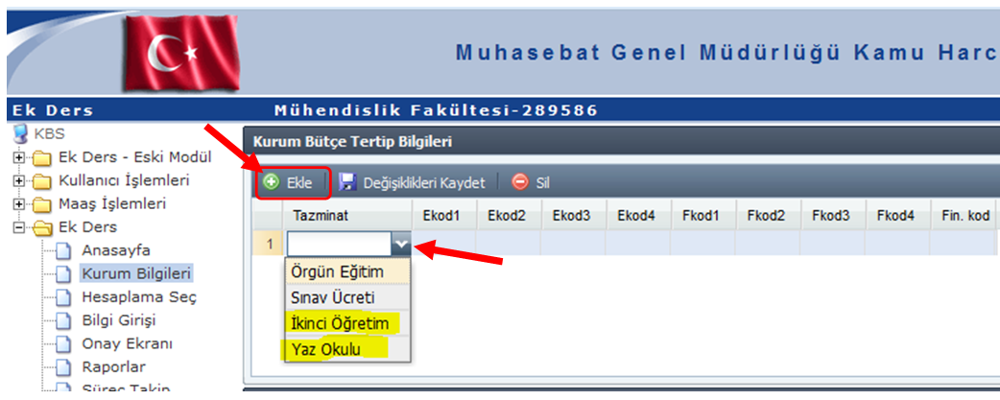 Muhasebat Genel Müdürlüğü Kamu Harc
Ek Ders
Mühendislik Fakültesi-289586
KBS
Ek Ders - Eski Modül
Kullanıcı İşlemleri
Maaş İşlemleri
Ek Ders
Anasayfa
Kurum Bilgileri
Hesaplama Seç
Bilgi Girişi
Onay Ekranı
Raporlar
Süreç Takip
Kurum Bütçe Tertip Bilgileri
Ekle Değişiklikleri Kaydet Sil
Tazminat Ekod1 Ekod2 Ekod3 Ekod4 Fkod1 Fkod2 Fkod3 Fkod4 Fin. kod
1
Örgün Eğitim
Sınav Ücreti
İkinci Öğretim
Yaz Okulu